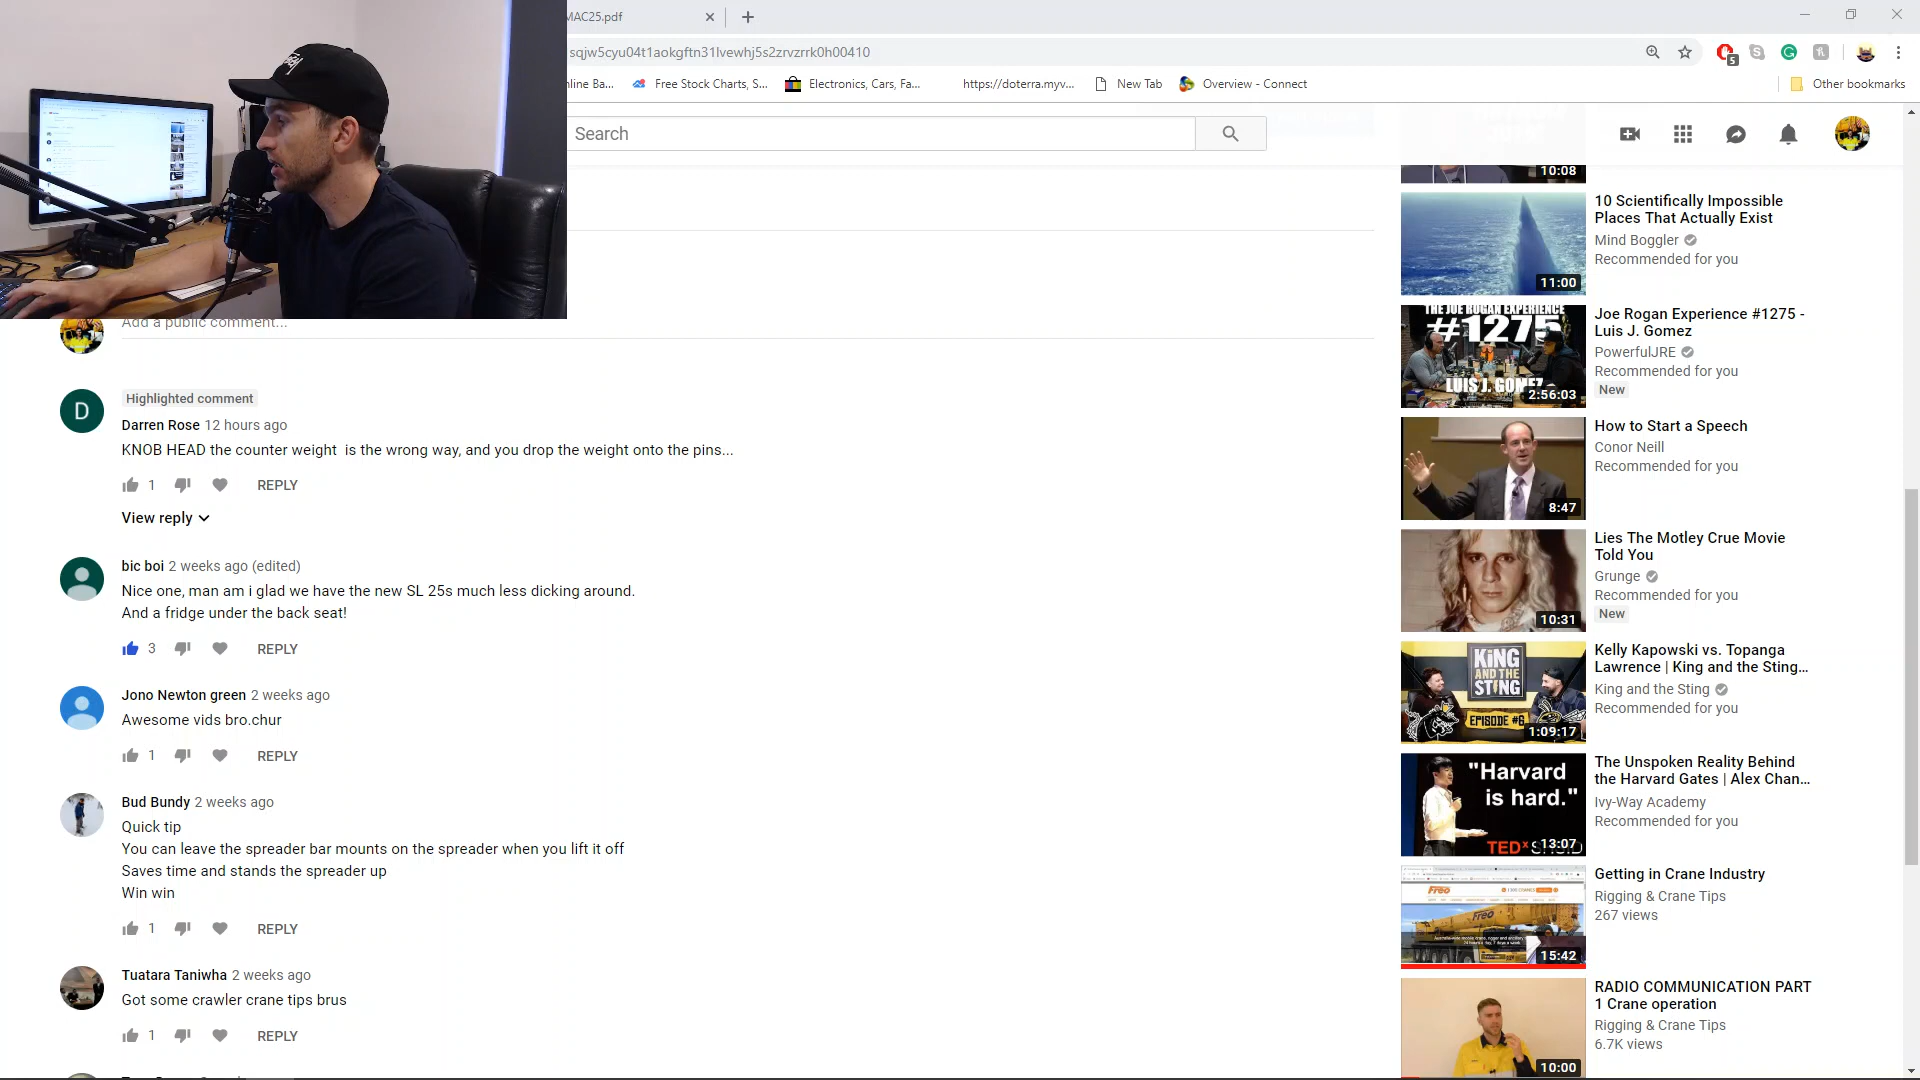 MAC25.pdf
sqjw5cyu04t1aokgftn31lvewhj5s2zrvzrrk0h00410
5
nline Ba...
Free Stock Charts, S...
Electronics, Cars, Fa...
https://doterra.myv...
New Tab
Overview - Connect
Other bookmarks
Search
Add a public comment...
Highlighted comment
D
Darren Rose 12 hours ago
KNOB HEAD the counter weight  is the wrong way, and you drop the weight onto the pins...
1
REPLY
View reply
bic boi 2 weeks ago (edited)
Nice one, man am i glad we have the new SL 25s much less dicking around.
And a fridge under the back seat!
3
REPLY
Jono Newton green 2 weeks ago
Awesome vids bro.chur
1
REPLY
Bud Bundy 2 weeks ago
Quick tip
You can leave the spreader bar mounts on the spreader when you lift it off
Saves time and stands the spreader up
Win win
1
REPLY
Tuatara Taniwha 2 weeks ago
Got some crawler crane tips brus
1
REPLY
10:08
10 Scientifically Impossible
Places That Actually Exist
Mind Boggler
Recommended for you
11:00
THE JOE ROGAN EXPERIENCE
#1275
LUIS J. GOMEZ
2:56:03
Joe Rogan Experience #1275 -
Luis J. Gomez
PowerfulJRE
Recommended for you
New
How to Start a Speech
Conor Neill
Recommended for you
8:47
Lies The Motley Crue Movie
Told You
Grunge
Recommended for you
New
10:31
KiNG
AND THE
STiNG
EPISODE #6
1:09:17
Kelly Kapowski vs. Topanga
Lawrence | King and the Sting...
King and the Sting
Recommended for you
"Harvard
is hard."
TEDx
13:07
The Unspoken Reality Behind
the Harvard Gates | Alex Chan...
Ivy-Way Academy
Recommended for you
Freo
Freo
15:42
Getting in Crane Industry
Rigging & Crane Tips
267 views
RADIO COMMUNICATION PART
1 Crane operation
Rigging & Crane Tips
6.7K views
10:00